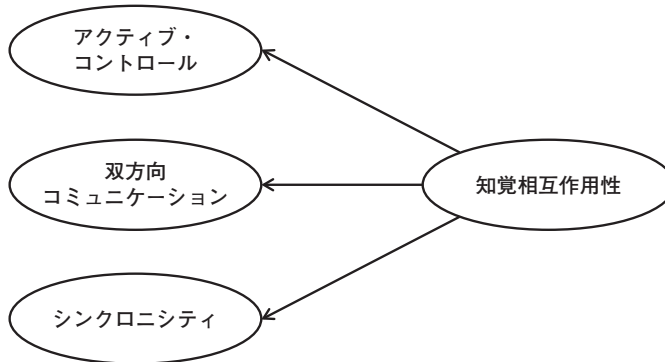 アクティブ・
コントロール
双方向
コミュニケーション
知覚相互作用性
シンクロニシティ